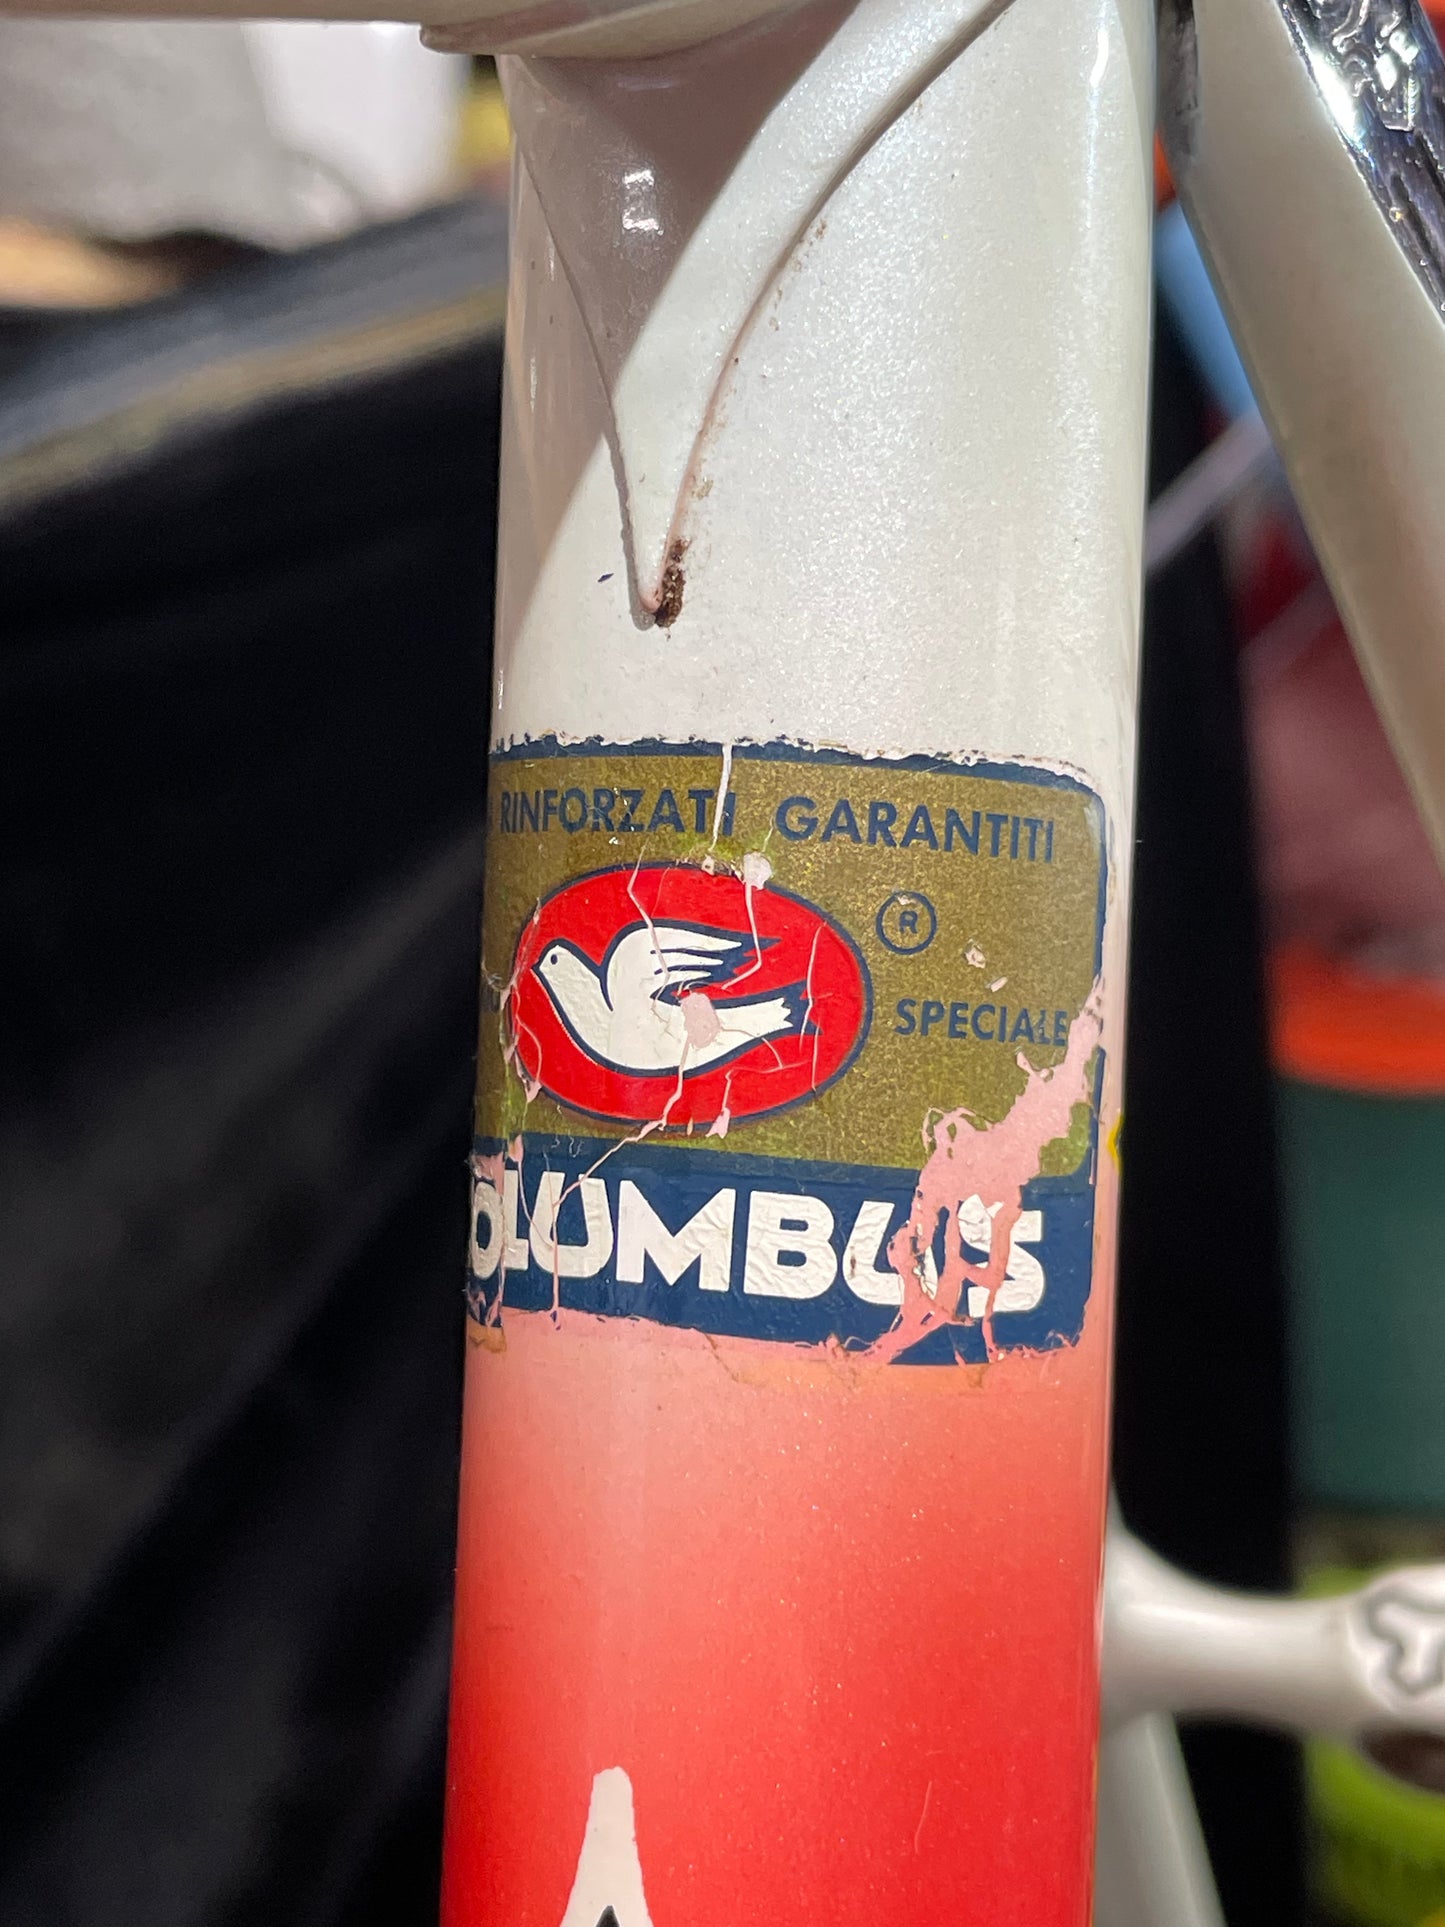 RINFORZATI GARANTITI
R
SPECIALE
OLUMBUS
A